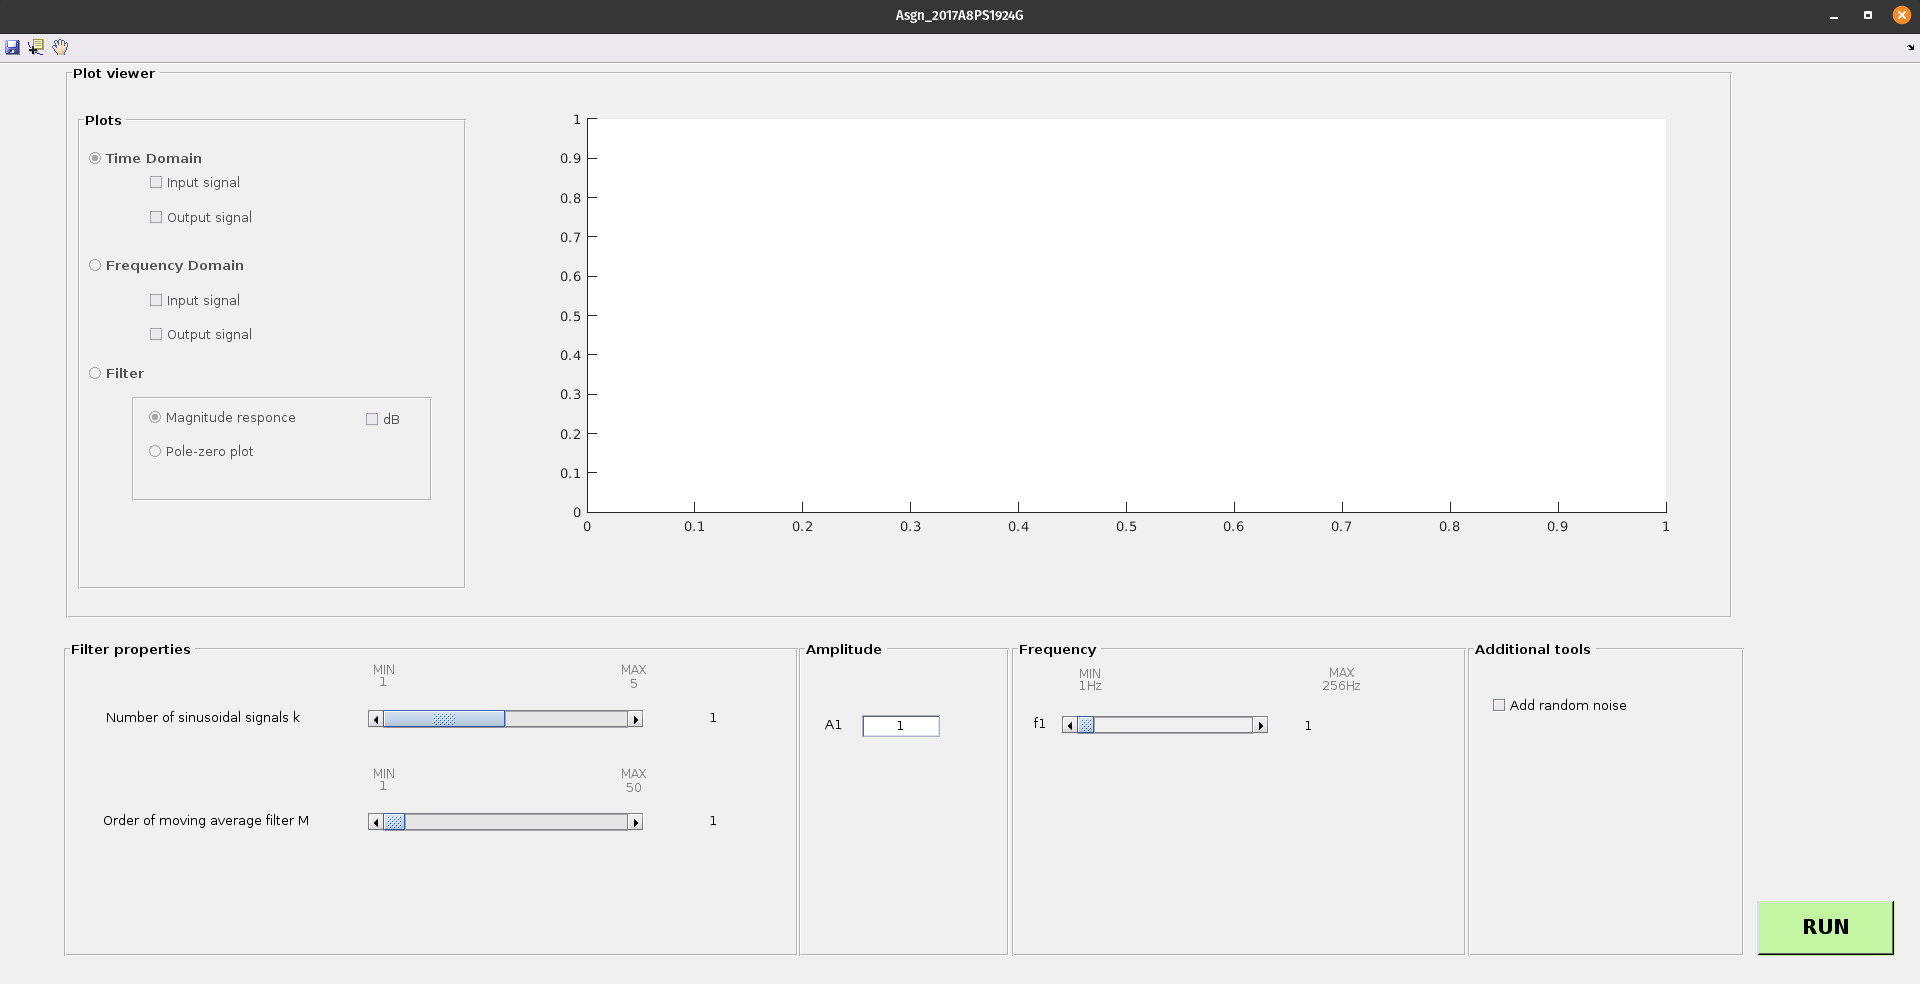 Asgn_2017A8PS1924G
Plot viewer
Plots
Time Domain
Input signal
Output signal
Frequency Domain
Input signal
Output signal
Filter
Magnitude responce
dB
Pole-zero plot
1
0.9
0.8
0.7
0.6
0.5
0.4
0.3
0.2
0.1
0
0 0.1 0.2 0.3 0.4 0.5 0.6 0.7 0.8 0.9 1
Filter properties
MIN
1
MAX
5
Number of sinusoidal signals k
1
MIN
1
MAX
50
Order of moving average filter M
1
Amplitude
A1
1
Frequency
MIN
1Hz
MAX
256Hz
f1
1
Additional tools
Add random noise
RUN